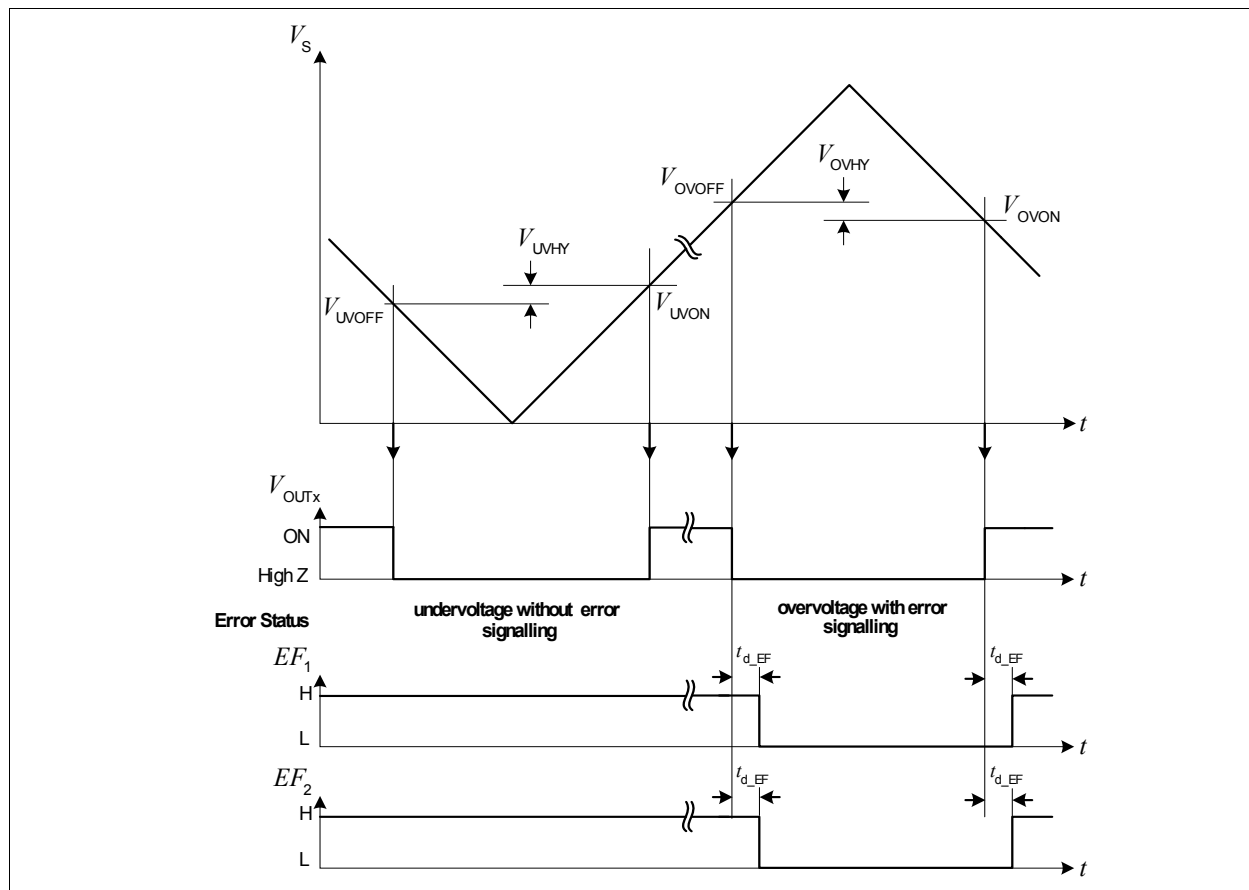 V_S
V_OVHY
V_OVOFF
V_OVON
V_UVHY
V_UVOFF
V_UVON
t
V_OUTx
ON
High Z
t
Error Status
undervoltage without error
signalling
overvoltage with error
signalling
EF_1
t_d_EF
t_d_EF
H
L
t
EF_2
t_d_EF
t_d_EF
H
L
t